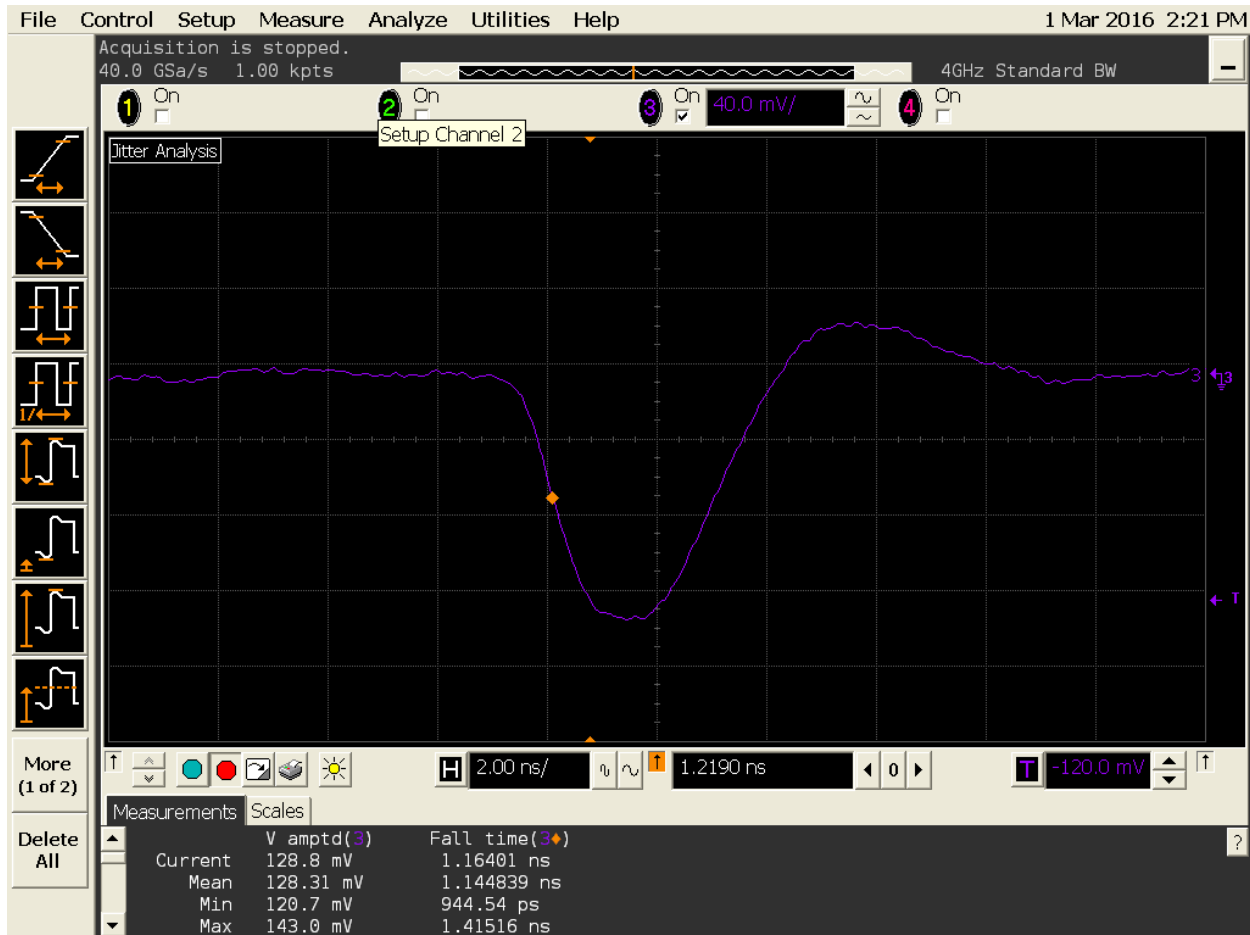 File Control Setup Measure Analyze Utilities Help 1 Mar 2016 2:21 PM
Acquisition is stopped.
40.0 GSa/s 1.00 kpts 4GHz Standard BW
1 On 2 On 3 On 40.0 mV/ 4 On
Setup Channel 2
Jitter Analysis
3 3
T
1/
More
(1 of 2)
Delete
All
H 2.00 ns/ 1.2190 ns 0 T -120.0 mV
Measurements Scales
V amptd(3) Fall time(3)
Current 128.8 mV 1.16401 ns
Mean 128.31 mV 1.144839 ns
Min 120.7 mV 944.54 ps
Max 143.0 mV 1.41516 ns
?